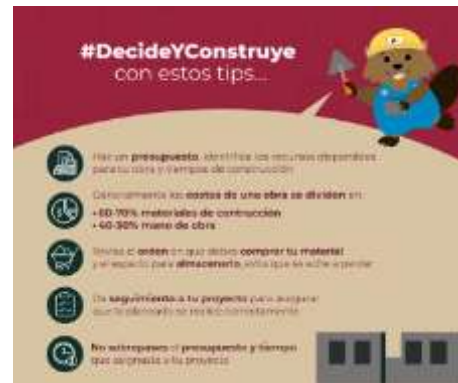 #DecideYConstruye
con estos tips...
Haz un presupuesto, identifica los recursos disponibles
para tu obra y tiempos de construcción
Generalmente los costos de una obra se dividen en:
• 60-70% materiales de contrucción
• 40-30% mano de obra
Revisa el orden en que debes comprar tu material
y el espacio para almacenarlo, evita que se eche a perder
Da seguimiento a tu proyecto para asegurar
que lo planeado se realice correctamente
No sobrepases el presupuesto y tiempo
que asignaste a tu proyecto